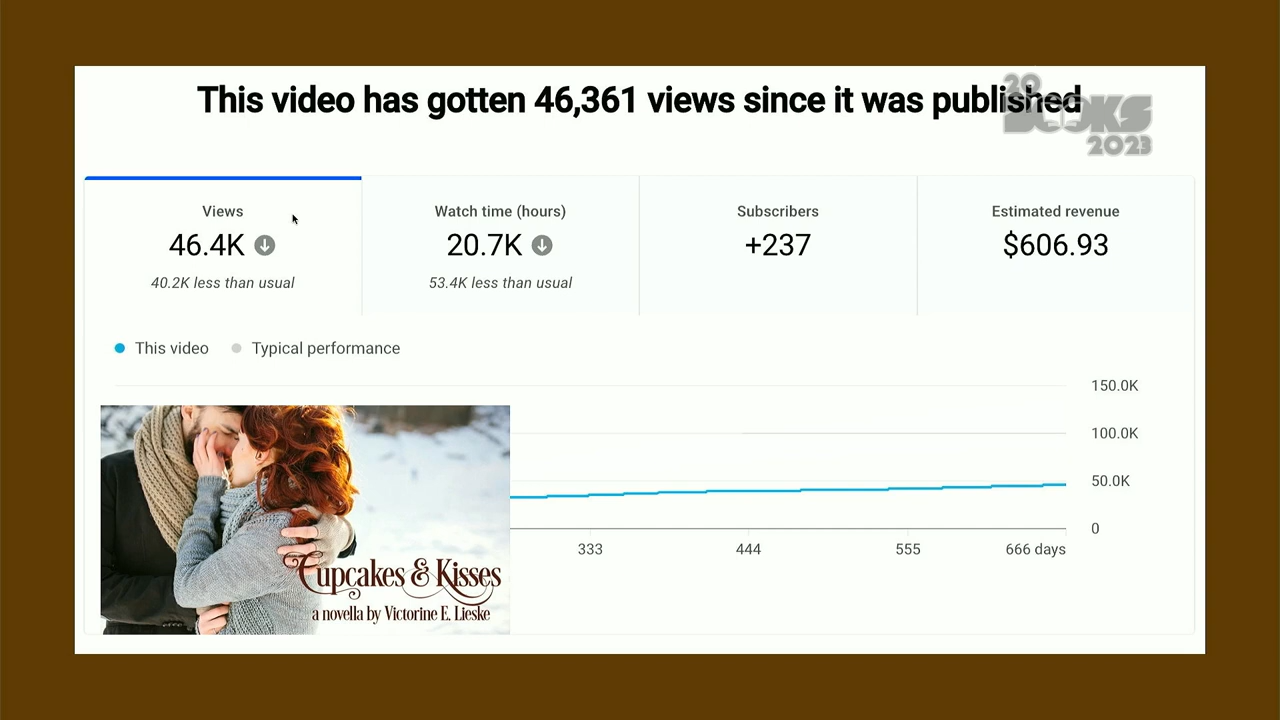 This video has gotten 46,361 views since it was published
20
BOOKS
2023
Views
46.4K
40.2K less than usual
Watch time (hours)
20.7K
53.4K less than usual
Subscribers
+237
Estimated revenue
$606.93
This video
Typical performance
150.0K
100.0K
50.0K
0
333
444
555
666 days
Cupcakes & Kisses
a novella by Victorine E. Lieske